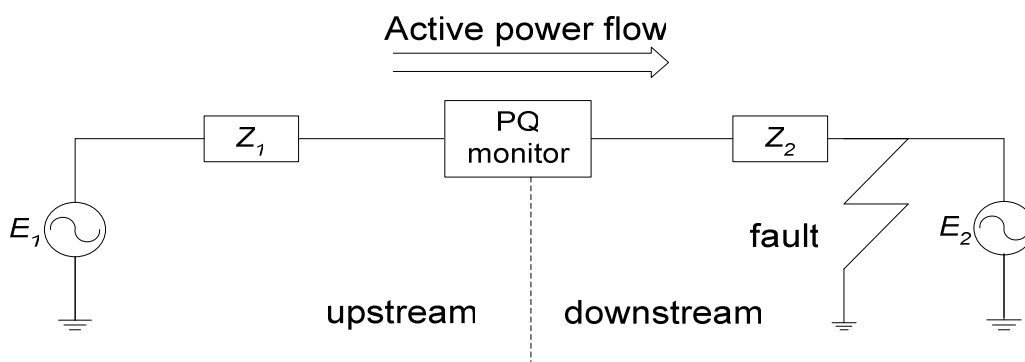 Active power flow
Z1
PQ
monitor
Z2
E1
fault
E2
upstream
downstream